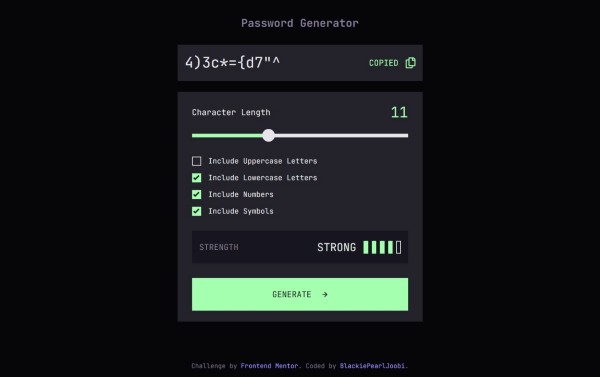 Password Generator
4)3c*={d7"^ COPIED
Character Length 11
Include Uppercase Letters
Include Lowercase Letters
Include Numbers
Include Symbols
STRENGTH STRONG
GENERATE →
Challenge by Frontend Mentor. Coded by BlackiePearlJoobi.